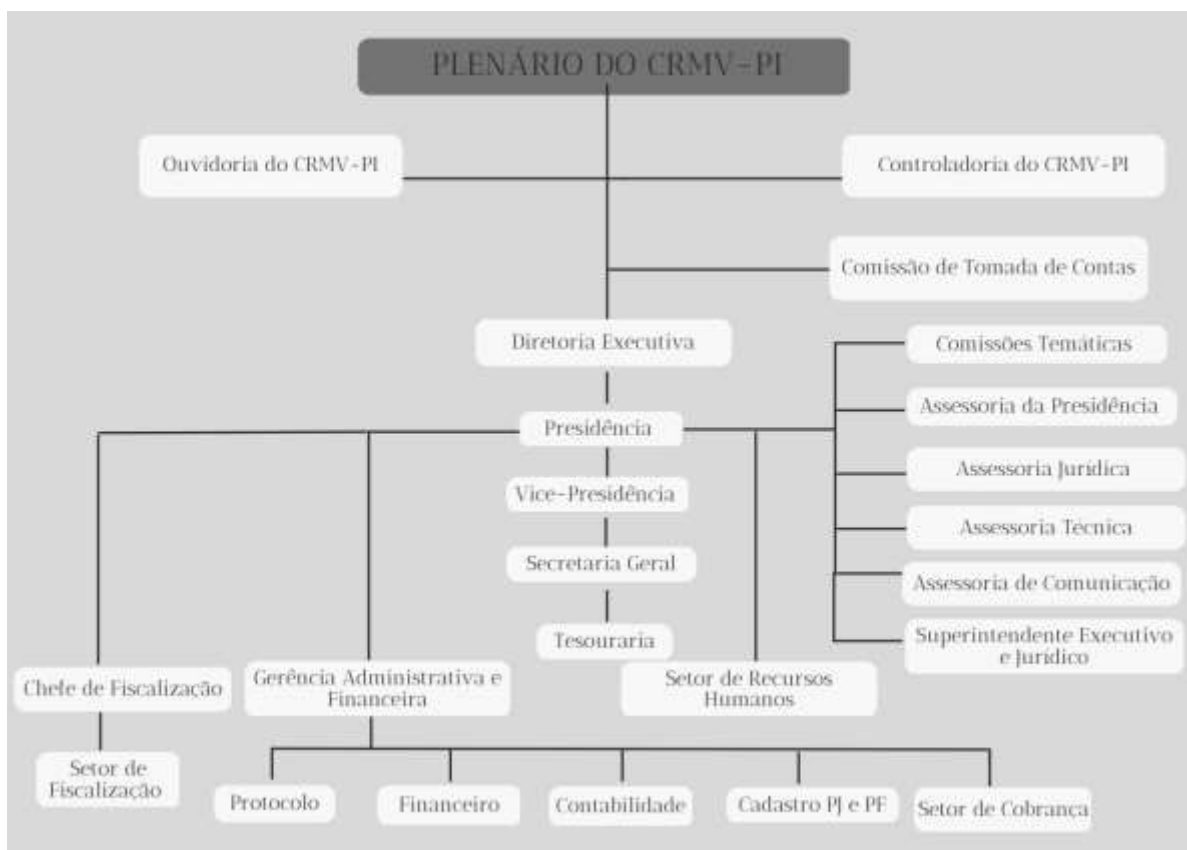 PLENÁRIO DO CRMV-PI
Ouvidoria do CRMV-PI
Controladoria do CRMV-PI
Comissão de Tomada de Contas
Diretoria Executiva
Comissões Temáticas
Assessoria da Presidência
Presidência
Assessoria Jurídica
Vice-Presidência
Assessoria Técnica
Secretaria Geral
Assessoria de Comunicação
Tesouraria
Superintendente Executivo
e Jurídico
Chefe de Fiscalização
Gerência Administrativa e
Financeira
Setor de Recursos
Humanos
Setor de
Fiscalização
Protocolo
Financeiro
Contabilidade
Cadastro PJ e PF
Setor de Cobrança